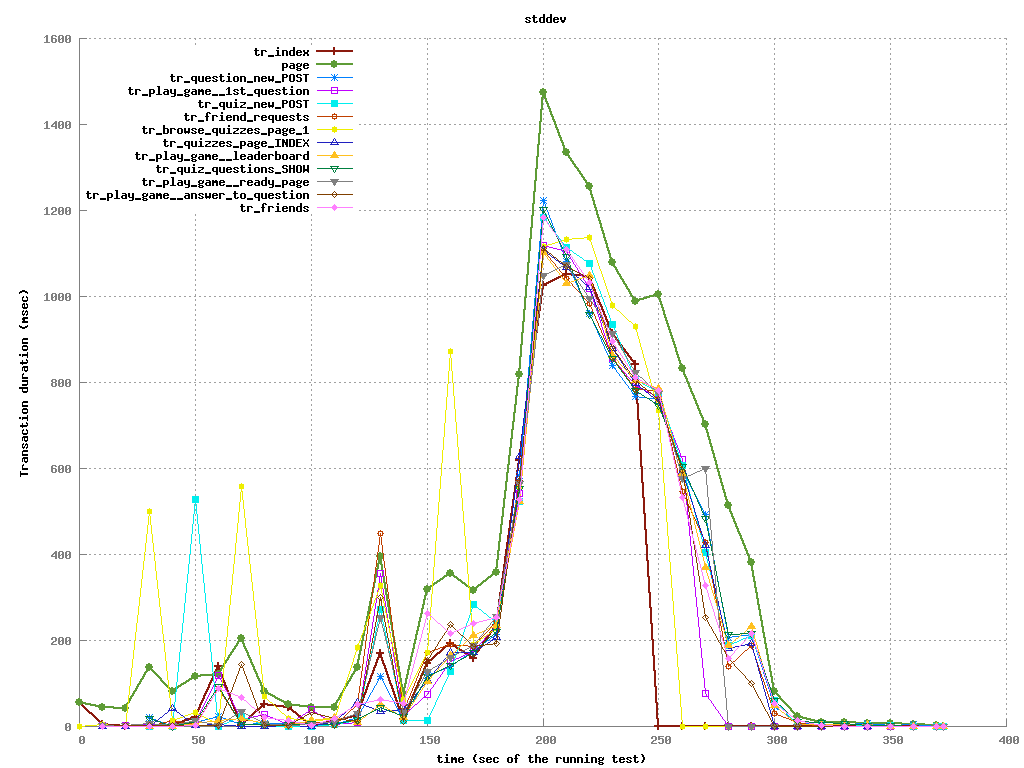 stddev
1600
1400
1200
1000
800
600
400
200
0
Transaction duration (msec)
tr_index
page
tr_question_new_POST
tr_play_game__1st_question
tr_quiz_new_POST
tr_friend_requests
tr_browse_quizzes_page_1
tr_quizzes_page_INDEX
tr_play_game__leaderboard
tr_quiz_questions_SHOW
tr_play_game__ready_page
tr_play_game__answer_to_question
tr_friends
0 50 100 150 200 250 300 350 400
time (sec of the running test)